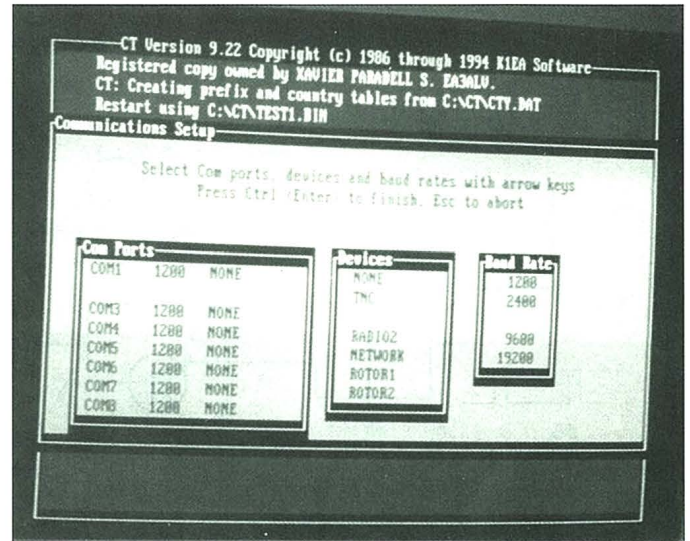 CT Version 9.22 Copyright (c) 1986 through 1994 K1EA Software
Registered copy owned by XAVIER PARADELL S. EA3ALV.
CT: Creating prefix and country tables from C:\CT\CTY.DAT
Restart using C:\CT\TEST1.BIN
Communications Setup
Select Com ports, devices and baud rates with arrow keys
Press Ctrl <Enter> to finish, Esc to abort
Com Ports
COM1 1200 NONE
COM3 1200 NONE
COM4 1200 NONE
COM5 1200 NONE
COM6 1200 NONE
COM7 1200 NONE
COM8 1200 NONE
Devices
NONE
TNC
RADIO2
NETWORK
ROTOR1
ROTOR2
Baud Rate
1200
2400
9600
19200